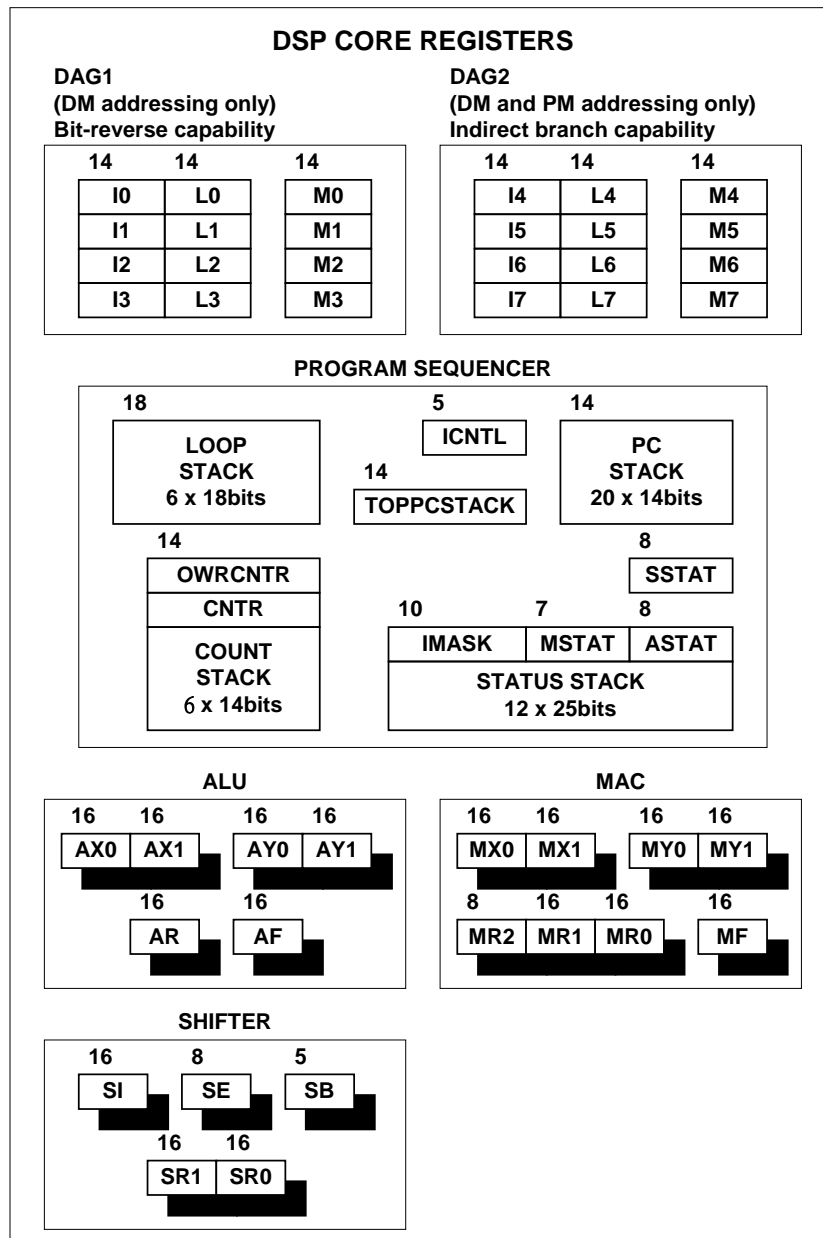 DSP CORE REGISTERS
DAG1
(DM addressing only)
Bit-reverse capability
14 14 14
I0 L0 M0
I1 L1 M1
I2 L2 M2
I3 L3 M3
DAG2
(DM and PM addressing only)
Indirect branch capability
14 14 14
I4 L4 M4
I5 L5 M5
I6 L6 M6
I7 L7 M7
PROGRAM SEQUENCER
18
LOOP
STACK
6 x 18bits
5
ICNTL
14
TOPPCSTACK
14
PC
STACK
20 x 14bits
14
OWRCNTR
CNTR
COUNT
STACK
6 x 14bits
8
SSTAT
10 7 8
IMASK MSTAT ASTAT
STATUS STACK
12 x 25bits
ALU
16 16 16 16
AX0 AX1 AY0 AY1
16 16
AR AF
MAC
16 16 16 16
MX0 MX1 MY0 MY1
8 16 16 16
MR2 MR1 MR0 MF
SHIFTER
16 8 5
SI SE SB
16 16
SR1 SR0